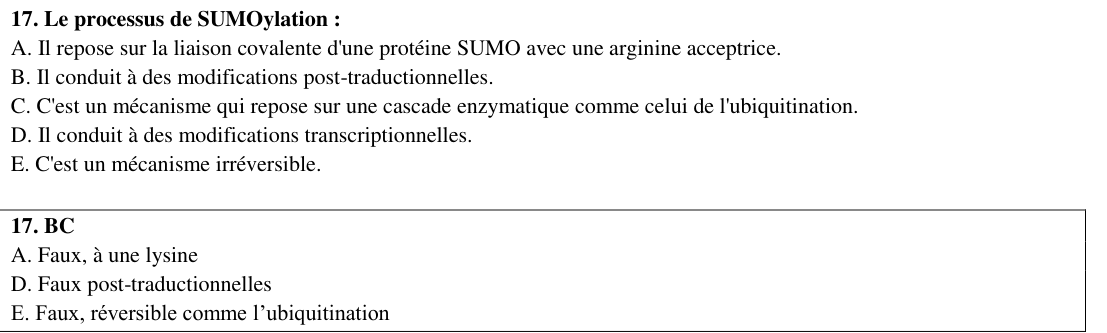 17. Le processus de SUMOylation :
A. Il repose sur la liaison covalente d'une protéine SUMO avec une arginine acceptrice.
B. Il conduit à des modifications post-traductionnelles.
C. C'est un mécanisme qui repose sur une cascade enzymatique comme celui de l'ubiquitination.
D. Il conduit à des modifications transcriptionnelles.
E. C'est un mécanisme irréversible.
17. BC
A. Faux, à une lysine
D. Faux post-traductionnelles
E. Faux, réversible comme l’ubiquitination